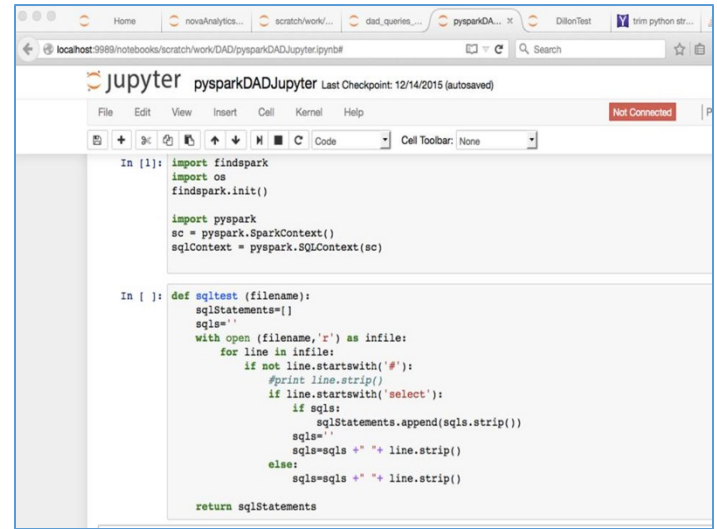 Home novaAnalytics... scratch/work/... dad_queries_... pysparkDA... × DillonTest trim python str...
localhost:9989/notebooks/scratch/work/DAD/pysparkDADJupyter.ipynb# Search
jupyter pysparkDADJupyter Last Checkpoint: 12/14/2015 (autosaved)
File Edit View Insert Cell Kernel Help Not Connected P
Code Cell Toolbar: None
In [1]: import findspark
import os
findspark.init()
import pyspark
sc = pyspark.SparkContext()
sqlContext = pyspark.SQLContext(sc)
In [ ]: def sqltest (filename):
sqlStatements=[]
sqls=''
with open (filename,'r') as infile:
for line in infile:
if not line.startswith('#'):
#print line.strip()
if line.startswith('select'):
if sqls:
sqlStatements.append(sqls.strip())
sqls=''
sqls=sqls +" "+ line.strip()
else:
sqls=sqls +" "+ line.strip()
return sqlStatements